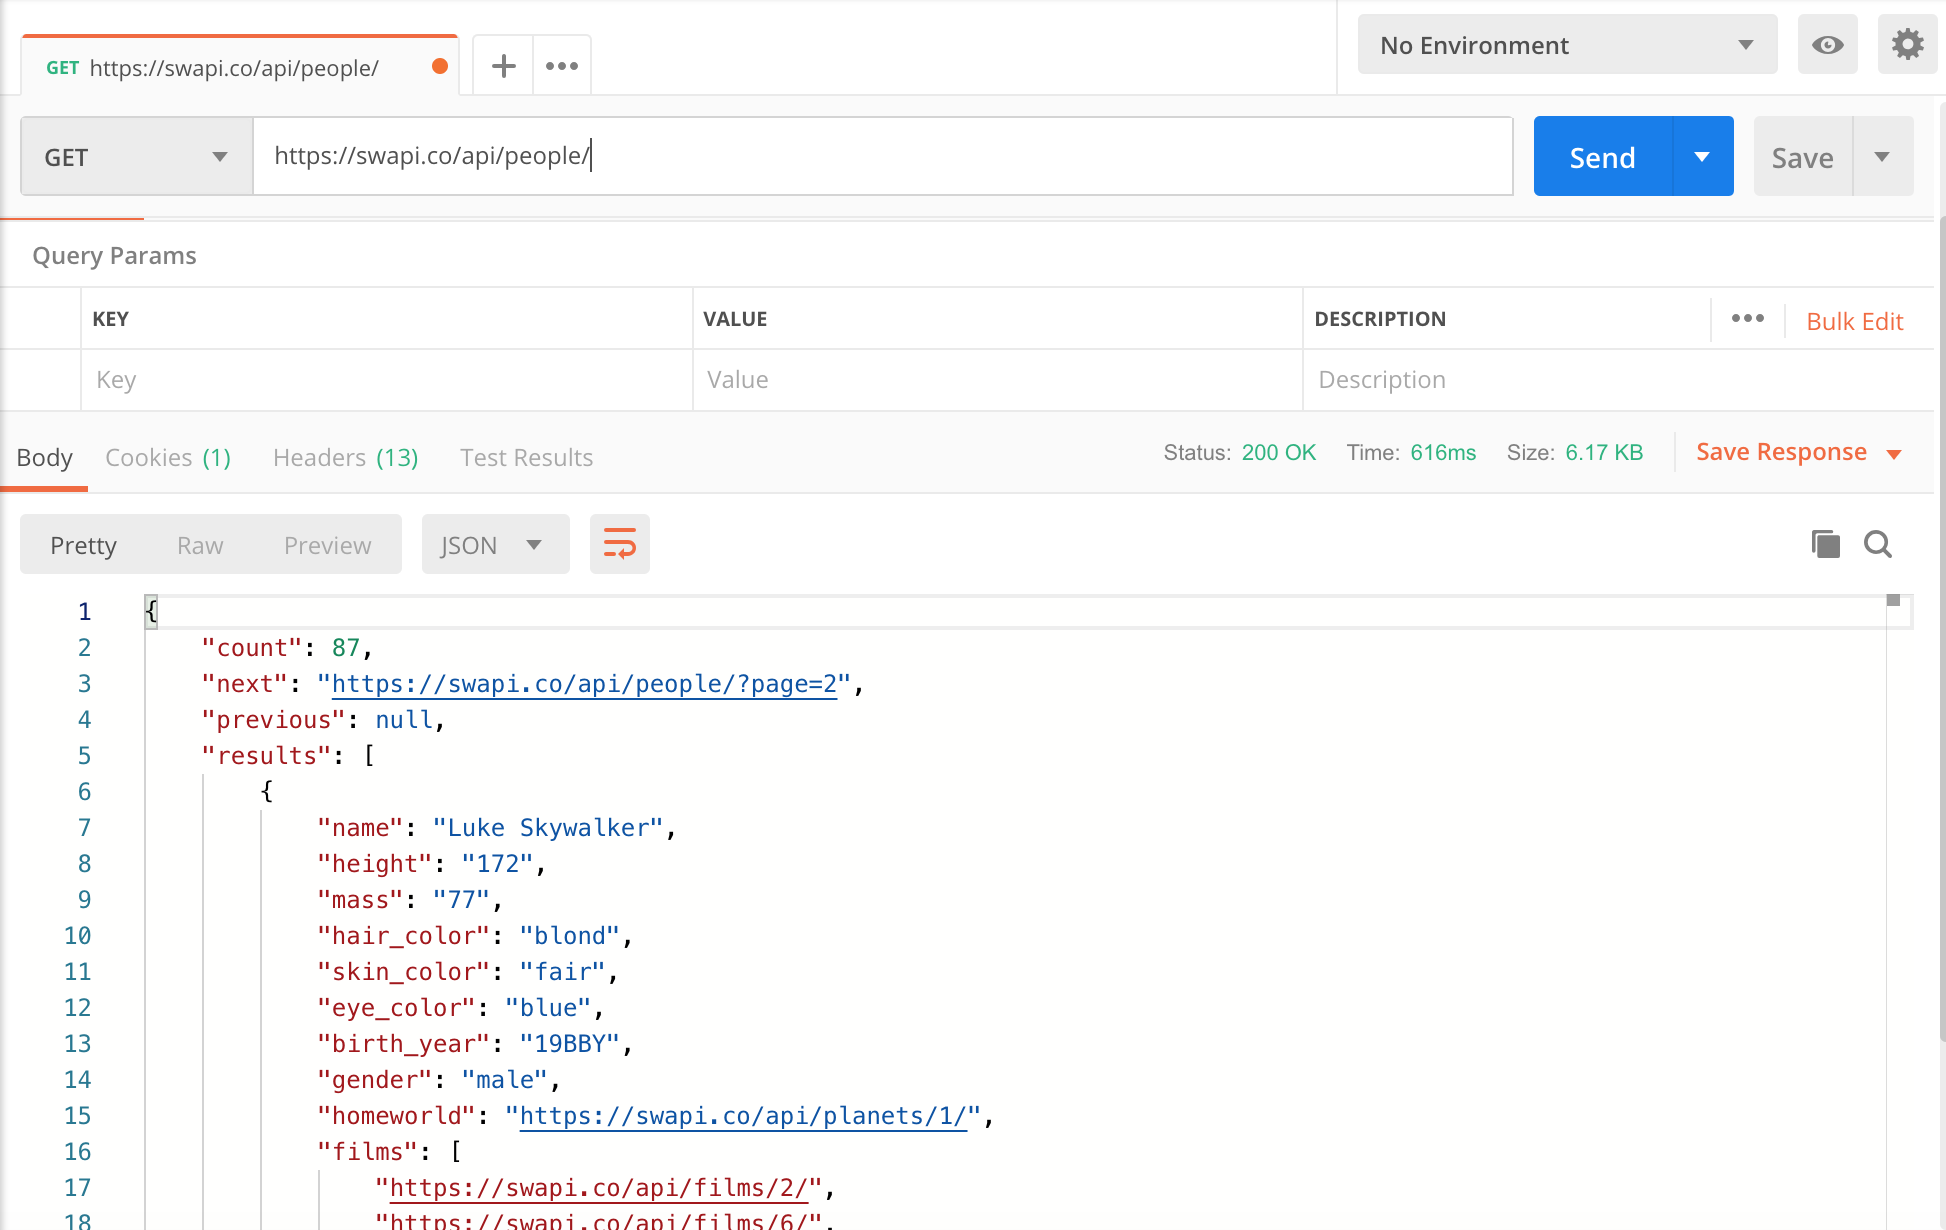 GET https://swapi.co/api/people/
No Environment
GET https://swapi.co/api/people/ Send Save
Query Params
KEY VALUE DESCRIPTION Bulk Edit
Key Value Description
Body Cookies (1) Headers (13) Test Results Status: 200 OK Time: 616ms Size: 6.17 KB Save Response
Pretty Raw Preview JSON
1 {
2 "count": 87,
3 "next": "https://swapi.co/api/people/?page=2",
4 "previous": null,
5 "results": [
6 {
7 "name": "Luke Skywalker",
8 "height": "172",
9 "mass": "77",
10 "hair_color": "blond",
11 "skin_color": "fair",
12 "eye_color": "blue",
13 "birth_year": "19BBY",
14 "gender": "male",
15 "homeworld": "https://swapi.co/api/planets/1/",
16 "films": [
17 "https://swapi.co/api/films/2/",
18 "https://swapi.co/api/films/6/",